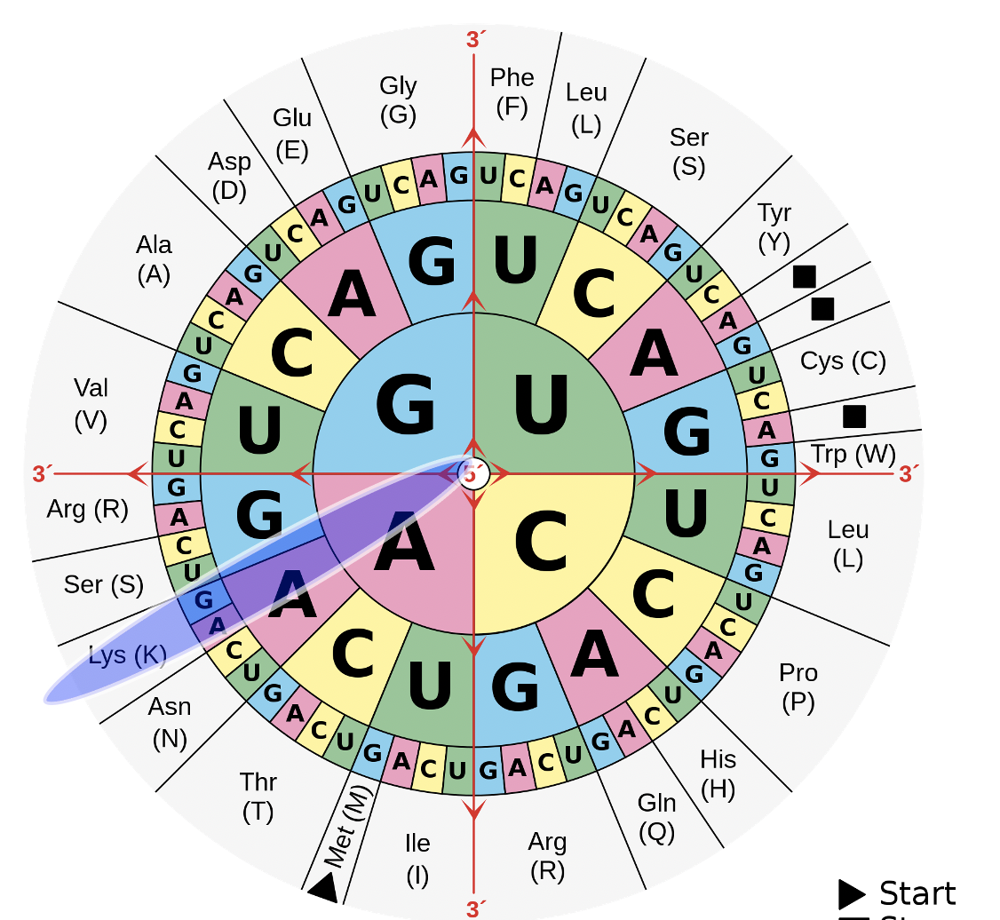 3´
Phe
(F)
Leu
(L)
Ser
(S)
Tyr
(Y)
Cys (C)
Trp (W)
3´
Leu
(L)
Pro
(P)
His
(H)
Gln
(Q)
Arg
(R)
3´
Ile
(I)
Met (M)
Thr
(T)
Asn
(N)
Lys (K)
Ser (S)
Arg (R)
3´
Val
(V)
Ala
(A)
Asp
(D)
Glu
(E)
Gly
(G)
U C A G U C A G U C A G U C A G
U C A G U C A G U C A G U C A G
U C A G U C A G U C A G U C A G
U C A G U C A G U C A G U C A G
U C A G
U C A G
U C A G
U C A G
U C A G
5´
Start